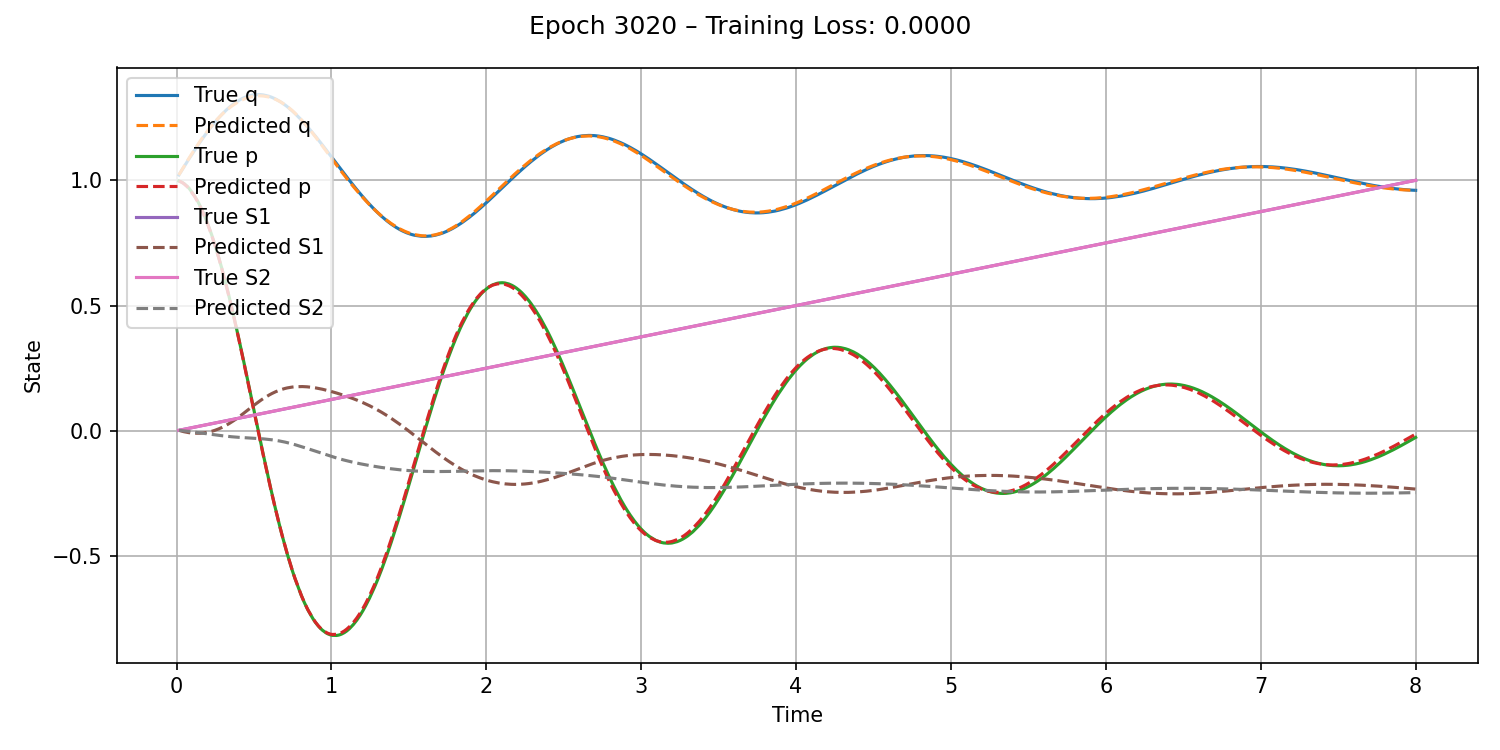 Epoch 3020 – Training Loss: 0.0000
True q
Predicted q
True p
Predicted p
True S1
Predicted S1
True S2
Predicted S2
1.0
0.5
0.0
−0.5
State
0 1 2 3 4 5 6 7 8
Time